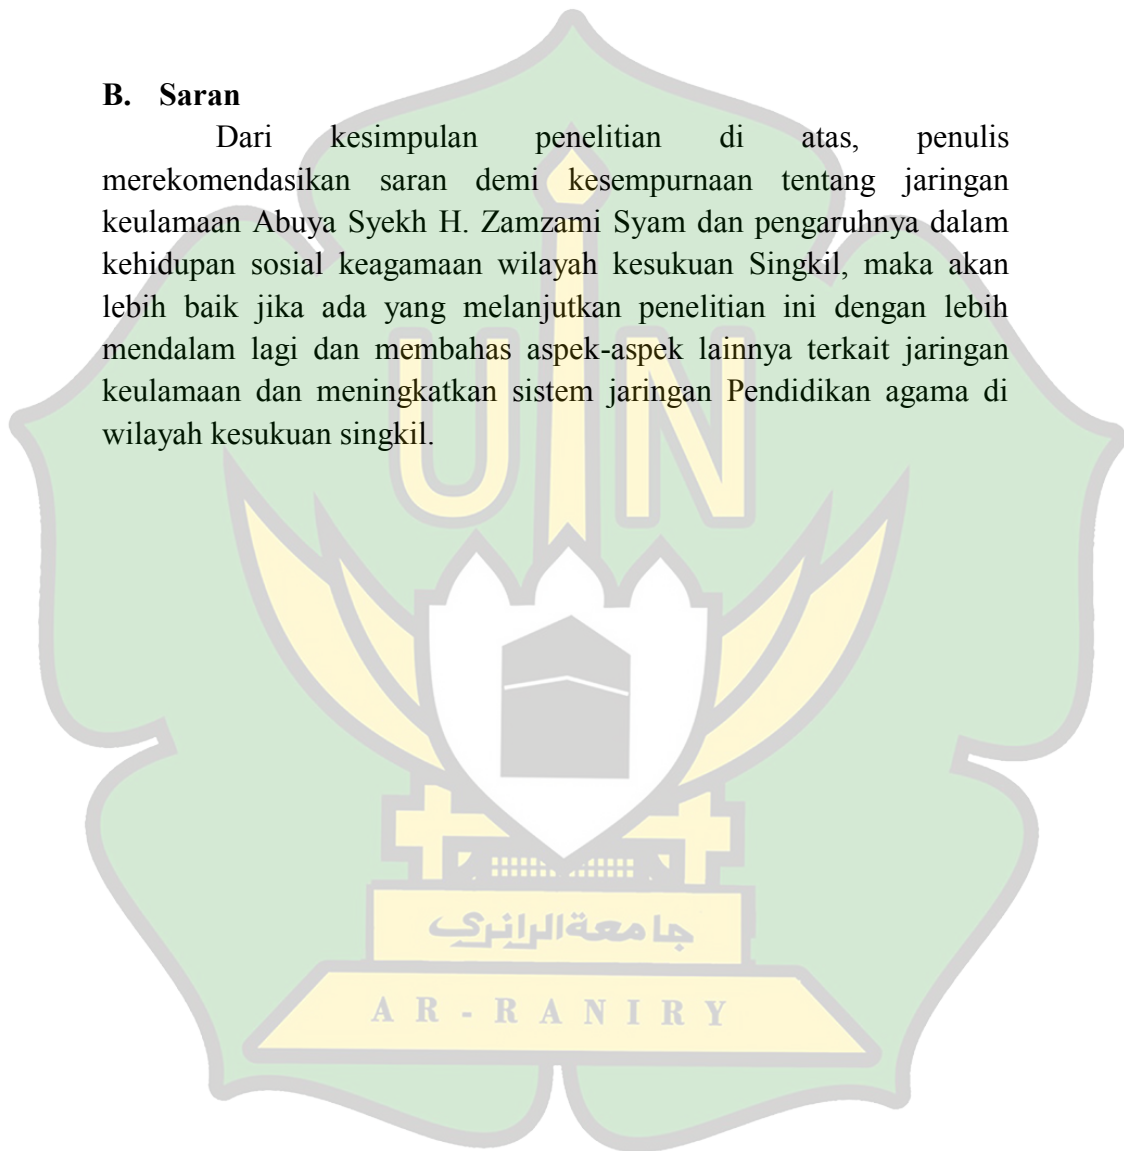 B. Saran
Dari kesimpulan penelitian di atas, penulis
merekomendasikan saran demi kesempurnaan tentang jaringan
keulamaan Abuya Syekh H. Zamzami Syam dan pengaruhnya dalam
kehidupan sosial keagamaan wilayah kesukuan Singkil, maka akan
lebih baik jika ada yang melanjutkan penelitian ini dengan lebih
mendalam lagi dan membahas aspek-aspek lainnya terkait jaringan
keulamaan dan meningkatkan sistem jaringan Pendidikan agama di
wilayah kesukuan singkil.
UIN
جامعةالرانري
AR-RANIRY